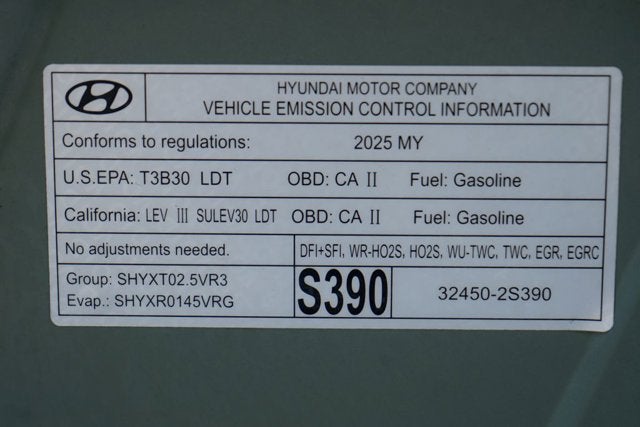 HYUNDAI MOTOR COMPANY
VEHICLE EMISSION CONTROL INFORMATION
Conforms to regulations: 2025 MY
U.S.EPA: T3B30 LDT OBD: CA II Fuel: Gasoline
California: LEV III SULEV30 LDT OBD: CA II Fuel: Gasoline
No adjustments needed. DFI+SFI, WR-HO2S, HO2S, WU-TWC, TWC, EGR, EGRC
Group: SHYXT02.5VR3
Evap.: SHYXR0145VRG
S390
32450-2S390